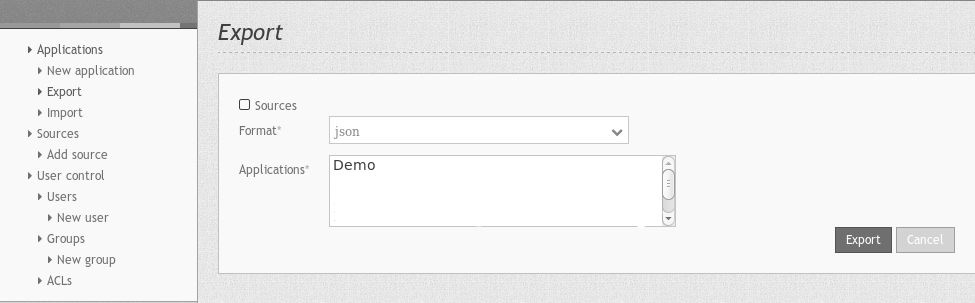 Applications
New application
Export
Import
Sources
Add source
User control
Users
New user
Groups
New group
ACLs
Export
Sources
Format*
json
Applications*
Demo
Export
Cancel